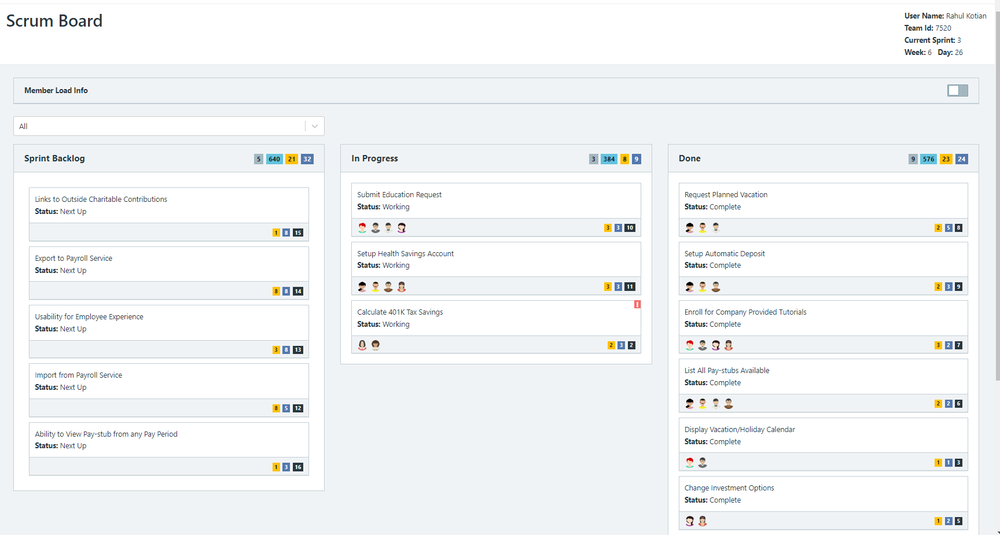 Scrum Board
User Name: Rahul Kotian
Team Id: 7520
Current Sprint: 3
Week: 6 Day: 26
Member Load Info
All
Sprint Backlog 5 640 21 32
Links to Outside Charitable Contributions
Status: Next Up
1 8 15
Export to Payroll Service
Status: Next Up
8 8 14
Usability for Employee Experience
Status: Next Up
3 8 13
Import from Payroll Service
Status: Next Up
8 5 12
Ability to View Pay-stub from any Pay Period
Status: Next Up
1 3 16
In Progress 3 384 8 9
Submit Education Request
Status: Working
3 3 10
Setup Health Savings Account
Status: Working
3 3 11
!
Calculate 401K Tax Savings
Status: Working
2 3 2
Done 9 576 23 24
Request Planned Vacation
Status: Complete
2 5 8
Setup Automatic Deposit
Status: Complete
2 3 9
Enroll for Company Provided Tutorials
Status: Complete
3 2 7
List All Pay-stubs Available
Status: Complete
2 2 6
Display Vacation/Holiday Calendar
Status: Complete
1 1 3
Change Investment Options
Status: Complete
1 2 5